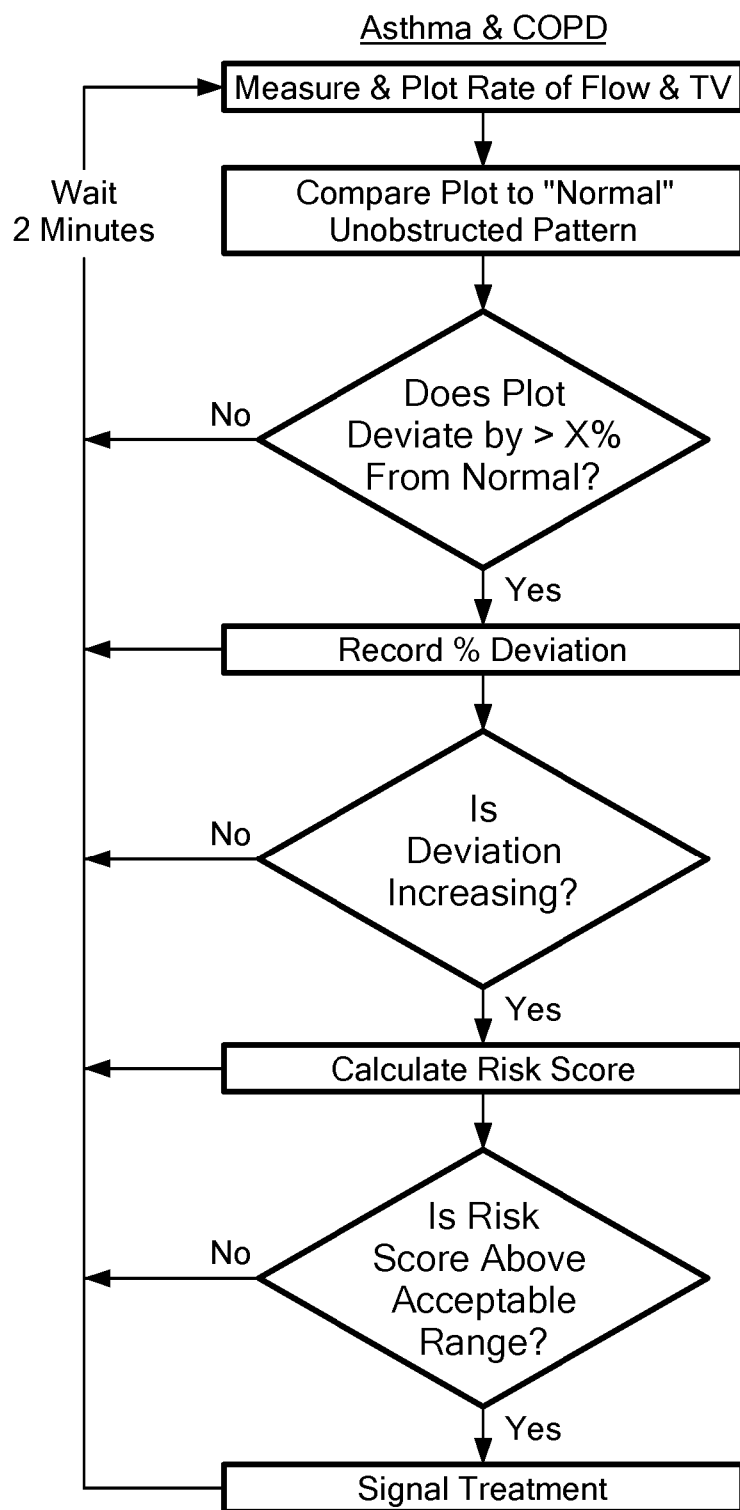 Asthma & COPD
Measure & Plot Rate of Flow & TV
Wait
2 Minutes
Compare Plot to "Normal"
Unobstructed Pattern
Does Plot
Deviate by > X%
From Normal?
No
Yes
Record % Deviation
Is
Deviation
Increasing?
No
Yes
Calculate Risk Score
Is Risk
Score Above
Acceptable
Range?
No
Yes
Signal Treatment